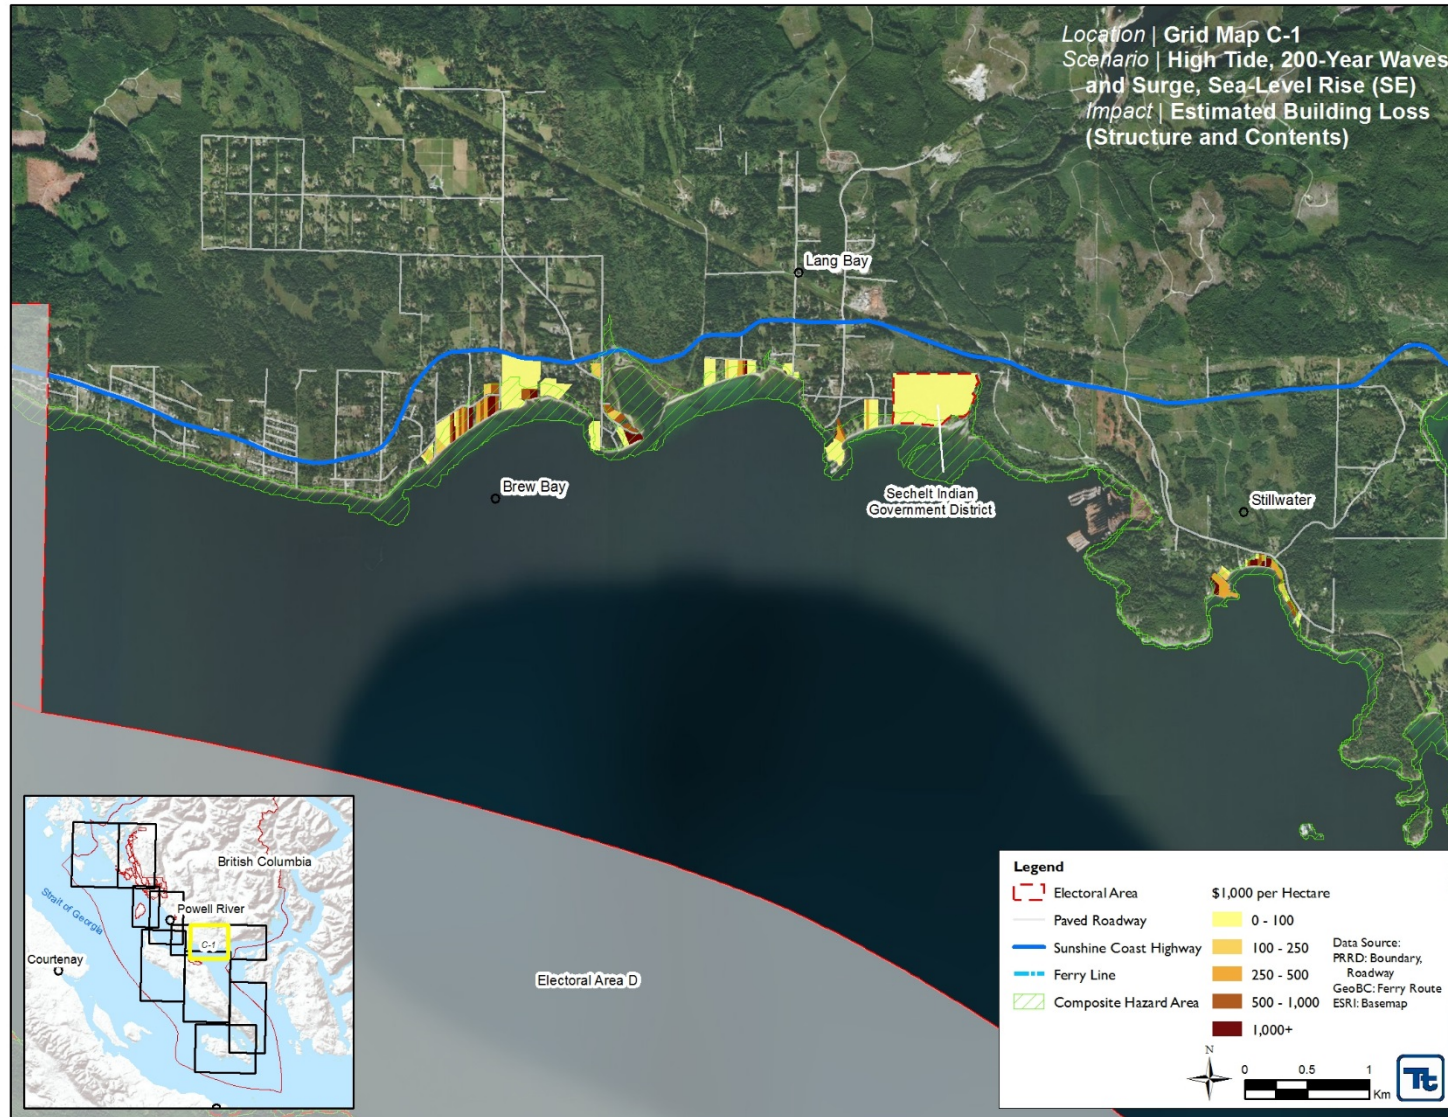 Location | Grid Map C-1
Scenario | High Tide, 200-Year Waves
and Surge, Sea-Level Rise (SE)
Impact | Estimated Building Loss
(Structure and Contents)
Lang Bay
Brew Bay
Sechelt Indian
Government District
Stillwater
Electoral Area D
British Columbia
Strait of Georgia
Powell River
C-1
Courtenay
Legend
Electoral Area
Paved Roadway
Sunshine Coast Highway
Ferry Line
Composite Hazard Area
$1,000 per Hectare
0 - 100
100 - 250
250 - 500
500 - 1,000
1,000+
Data Source:
PRRD: Boundary,
Roadway
GeoBC: Ferry Route
ESRI: Basemap
N
0 0.5 1
Km
Tt